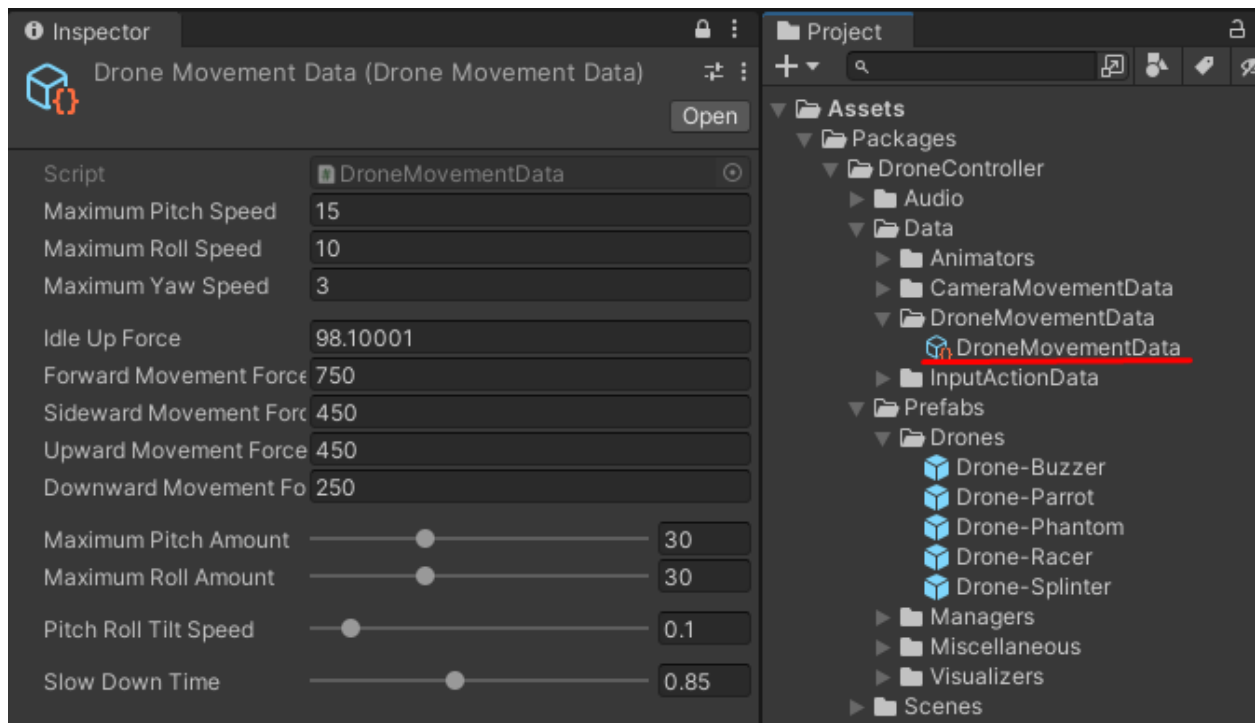 Inspector
Drone Movement Data (Drone Movement Data)
Open
Script DroneMovementData
Maximum Pitch Speed 15
Maximum Roll Speed 10
Maximum Yaw Speed 3
Idle Up Force 98.10001
Forward Movement Force 750
Sideward Movement Forc 450
Upward Movement Force 450
Downward Movement Fo 250
Maximum Pitch Amount 30
Maximum Roll Amount 30
Pitch Roll Tilt Speed 0.1
Slow Down Time 0.85
Project
Assets
Packages
DroneController
Audio
Data
Animators
CameraMovementData
DroneMovementData
DroneMovementData
InputActionData
Prefabs
Drones
Drone-Buzzer
Drone-Parrot
Drone-Phantom
Drone-Racer
Drone-Splinter
Managers
Miscellaneous
Visualizers
Scenes